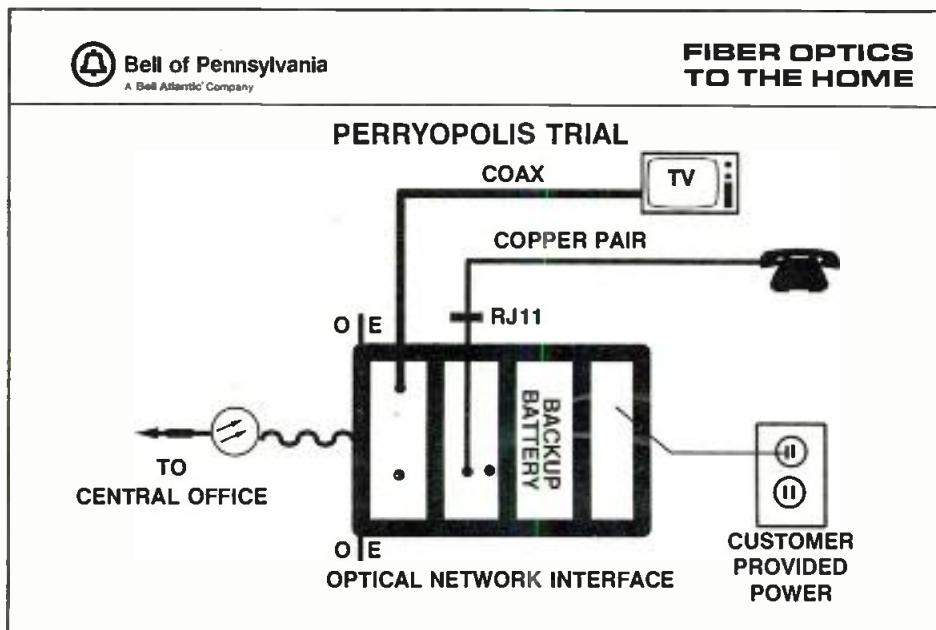 Bell of Pennsylvania
A Bell Atlantic® Company
FIBER OPTICS
TO THE HOME
PERRYOPOLIS TRIAL
COAX
TV
COPPER PAIR
RJ11
O E
BACKUP
BATTERY
TO
CENTRAL OFFICE
O E
OPTICAL NETWORK INTERFACE
CUSTOMER
PROVIDED
POWER